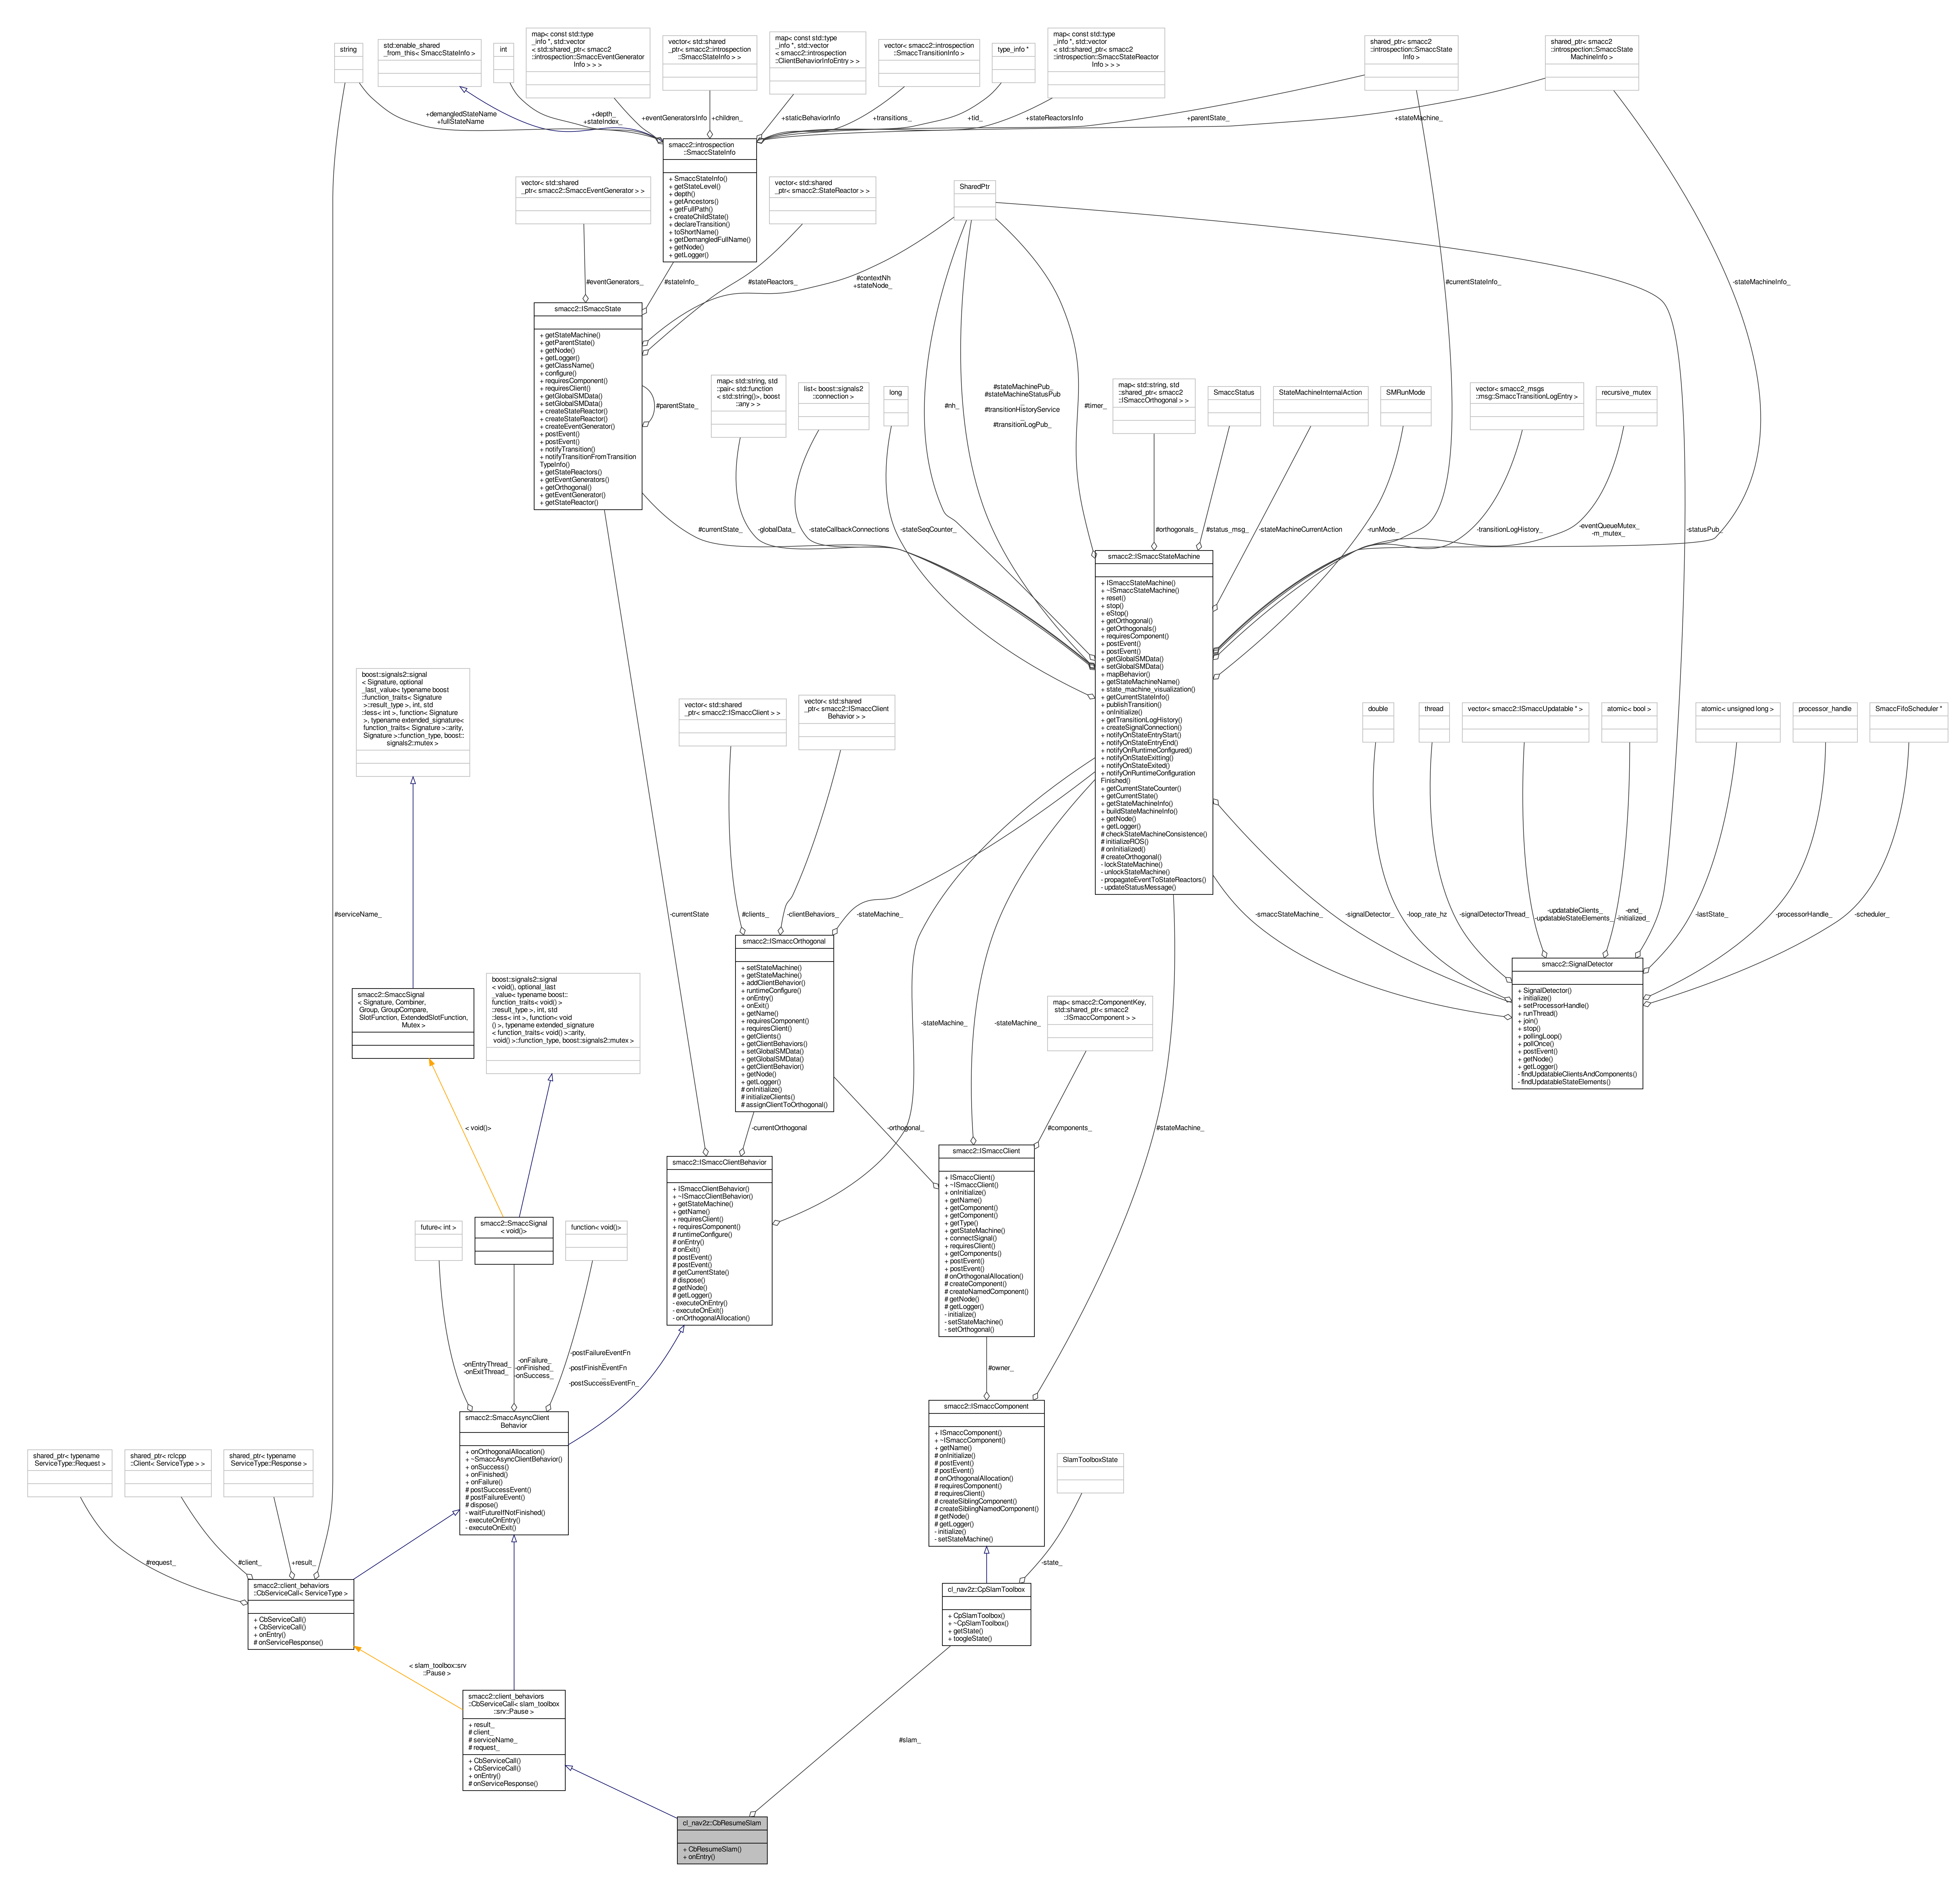 string
std::enable_shared
_from_this< SmaccStateInfo >
int
map< const std::type
_info *, std::vector
< std::shared_ptr< smacc2
::introspection::SmaccEventGenerator
Info > > >
vector< std::shared
_ptr< smacc2::introspection
::SmaccStateInfo > >
map< const std::type
_info *, std::vector
< smacc2::introspection
::ClientBehaviorInfoEntry > >
vector< smacc2::introspection
::SmaccTransitionInfo >
type_info *
map< const std::type
_info *, std::vector
< std::shared_ptr< smacc2
::introspection::SmaccStateReactor
Info > > >
shared_ptr< smacc2
::introspection::SmaccState
Info >
shared_ptr< smacc2
::introspection::SmaccState
MachineInfo >
+demangledStateName
+fullStateName
+depth_
+stateIndex_
+eventGeneratorsInfo
+children_
+staticBehaviorInfo
+transitions_
+tid_
+stateReactorsInfo
+parentState_
+stateMachine_
smacc2::introspection
::SmaccStateInfo
+ SmaccStateInfo()
+ getStateLevel()
+ depth()
+ getAncestors()
+ getFullPath()
+ createChildState()
+ declareTransition()
+ toShortName()
+ getDemangledFullName()
+ getNode()
+ getLogger()
vector< std::shared
_ptr< smacc2::SmaccEventGenerator > >
vector< std::shared
_ptr< smacc2::StateReactor > >
SharedPtr
#eventGenerators_
#stateInfo_
#stateReactors_
#contextNh
+stateNode_
#currentStateInfo_
-stateMachineInfo_
smacc2::ISmaccState
+ getStateMachine()
+ getParentState()
+ getNode()
+ getLogger()
+ getClassName()
+ configure()
+ requiresComponent()
+ requiresClient()
+ getGlobalSMData()
+ setGlobalSMData()
+ createStateReactor()
+ createStateReactor()
+ createEventGenerator()
+ postEvent()
+ postEvent()
+ notifyTransition()
+ notifyTransitionFromTransition
TypeInfo()
+ getStateReactors()
+ getEventGenerators()
+ getOrthogonal()
+ getEventGenerator()
+ getStateReactor()
#parentState_
map< std::string, std
::pair< std::function
< std::string()>, boost
::any > >
list< boost::signals2
::connection >
long
#nh_
#stateMachinePub_
#stateMachineStatusPub
_
#transitionHistoryService
_
#transitionLogPub_
#timer_
map< std::string, std
::shared_ptr< smacc2
::ISmaccOrthogonal > >
SmaccStatus
StateMachineInternalAction
SMRunMode
vector< smacc2_msgs
::msg::SmaccTransitionLogEntry >
recursive_mutex
#currentState_
-globalData_
-stateCallbackConnections
-stateSeqCounter_
#orthogonals_
#status_msg_
-stateMachineCurrentAction
-runMode_
-transitionLogHistory_
-eventQueueMutex_
-m_mutex_
-statusPub_
smacc2::ISmaccStateMachine
+ ISmaccStateMachine()
+ ~ISmaccStateMachine()
+ reset()
+ stop()
+ eStop()
+ getOrthogonal()
+ getOrthogonals()
+ requiresComponent()
+ postEvent()
+ postEvent()
+ getGlobalSMData()
+ setGlobalSMData()
+ mapBehavior()
+ getStateMachineName()
+ state_machine_visualization()
+ getCurrentStateInfo()
+ publishTransition()
+ onInitialize()
+ getTransitionLogHistory()
+ createSignalConnection()
+ notifyOnStateEntryStart()
+ notifyOnStateEntryEnd()
+ notifyOnRuntimeConfigured()
+ notifyOnStateExitting()
+ notifyOnStateExited()
+ notifyOnRuntimeConfiguration
Finished()
+ getCurrentStateCounter()
+ getCurrentState()
+ getStateMachineInfo()
+ buildStateMachineInfo()
+ getNode()
+ getLogger()
# checkStateMachineConsistence()
# initializeROS()
# onInitialized()
# createOrthogonal()
- lockStateMachine()
- unlockStateMachine()
- propagateEventToStateReactors()
- updateStatusMessage()
boost::signals2::signal
< Signature, optional
_last_value< typename boost
::function_traits< Signature
>::result_type >, int, std
::less< int >, function< Signature
>, typename extended_signature<
function_traits< Signature >::arity,
Signature >::function_type, boost::
signals2::mutex >
vector< std::shared
_ptr< smacc2::ISmaccClient > >
vector< std::shared
_ptr< smacc2::ISmaccClient
Behavior > >
double
thread
vector< smacc2::ISmaccUpdatable * >
atomic< bool >
atomic< unsigned long >
processor_handle
SmaccFifoScheduler *
#serviceName_
-currentState
#clients_
-clientBehaviors_
-stateMachine_
-smaccStateMachine_
-signalDetector_
-loop_rate_hz
-signalDetectorThread_
-updatableClients_
-updatableStateElements_
-end_
-initialized_
-lastState_
-processorHandle_
-scheduler_
smacc2::ISmaccOrthogonal
+ setStateMachine()
+ getStateMachine()
+ addClientBehavior()
+ runtimeConfigure()
+ onEntry()
+ onExit()
+ getName()
+ requiresComponent()
+ requiresClient()
+ getClients()
+ getClientBehaviors()
+ setGlobalSMData()
+ getGlobalSMData()
+ getClientBehavior()
+ getNode()
+ getLogger()
# onInitialize()
# initializeClients()
# assignClientToOrthogonal()
smacc2::SignalDetector
+ SignalDetector()
+ initialize()
+ setProcessorHandle()
+ runThread()
+ join()
+ stop()
+ pollingLoop()
+ pollOnce()
+ postEvent()
+ getNode()
+ getLogger()
- findUpdatableClientsAndComponents()
- findUpdatableStateElements()
smacc2::SmaccSignal
< Signature, Combiner,
Group, GroupCompare,
SlotFunction, ExtendedSlotFunction,
Mutex >
boost::signals2::signal
< void(), optional_last
_value< typename boost::
function_traits< void() >
::result_type >, int, std
::less< int >, function< void
() >, typename extended_signature
< function_traits< void() >::arity,
void() >::function_type, boost::signals2::mutex >
-stateMachine_
-stateMachine_
map< smacc2::ComponentKey,
std::shared_ptr< smacc2
::ISmaccComponent > >
< void()>
-currentOrthogonal
-orthogonal_
#components_
#stateMachine_
smacc2::ISmaccClientBehavior
+ ISmaccClientBehavior()
+ ~ISmaccClientBehavior()
+ getStateMachine()
+ getName()
+ requiresClient()
+ requiresComponent()
# runtimeConfigure()
# onEntry()
# onExit()
# postEvent()
# postEvent()
# getCurrentState()
# dispose()
# getNode()
# getLogger()
- executeOnEntry()
- executeOnExit()
- onOrthogonalAllocation()
smacc2::ISmaccClient
+ ISmaccClient()
+ ~ISmaccClient()
+ onInitialize()
+ getName()
+ getComponent()
+ getComponent()
+ getType()
+ getStateMachine()
+ connectSignal()
+ requiresClient()
+ getComponents()
+ postEvent()
+ postEvent()
# onOrthogonalAllocation()
# createComponent()
# createNamedComponent()
# getNode()
# getLogger()
- initialize()
- setStateMachine()
- setOrthogonal()
future< int >
smacc2::SmaccSignal
< void()>
function< void()>
-onEntryThread_
-onExitThread_
-onFailure_
-onFinished_
-onSuccess_
-postFailureEventFn
_
-postFinishEventFn
_
-postSuccessEventFn_
#owner_
smacc2::SmaccAsyncClient
Behavior
+ onOrthogonalAllocation()
+ ~SmaccAsyncClientBehavior()
+ onSuccess()
+ onFinished()
+ onFailure()
# postSuccessEvent()
# postFailureEvent()
# dispose()
- waitFutureIfNotFinished()
- executeOnEntry()
- executeOnExit()
smacc2::ISmaccComponent
+ ISmaccComponent()
+ ~ISmaccComponent()
+ getName()
# onInitialize()
# postEvent()
# postEvent()
# onOrthogonalAllocation()
# requiresComponent()
# requiresClient()
# createSiblingComponent()
# createSiblingNamedComponent()
# getNode()
# getLogger()
- initialize()
- setStateMachine()
shared_ptr< typename
ServiceType::Request >
shared_ptr< rclcpp
::Client< ServiceType > >
shared_ptr< typename
ServiceType::Response >
SlamToolboxState
#request_
#client_
+result_
-state_
smacc2::client_behaviors
::CbServiceCall< ServiceType >
+ CbServiceCall()
+ CbServiceCall()
+ onEntry()
# onServiceResponse()
cl_nav2z::CpSlamToolbox
+ CpSlamToolbox()
+ ~CpSlamToolbox()
+ getState()
+ toogleState()
< slam_toolbox::srv
::Pause >
smacc2::client_behaviors
::CbServiceCall< slam_toolbox
::srv::Pause >
+ result_
# client_
# serviceName_
# request_
+ CbServiceCall()
+ CbServiceCall()
+ onEntry()
# onServiceResponse()
#slam_
cl_nav2z::CbResumeSlam
+ CbResumeSlam()
+ onEntry()